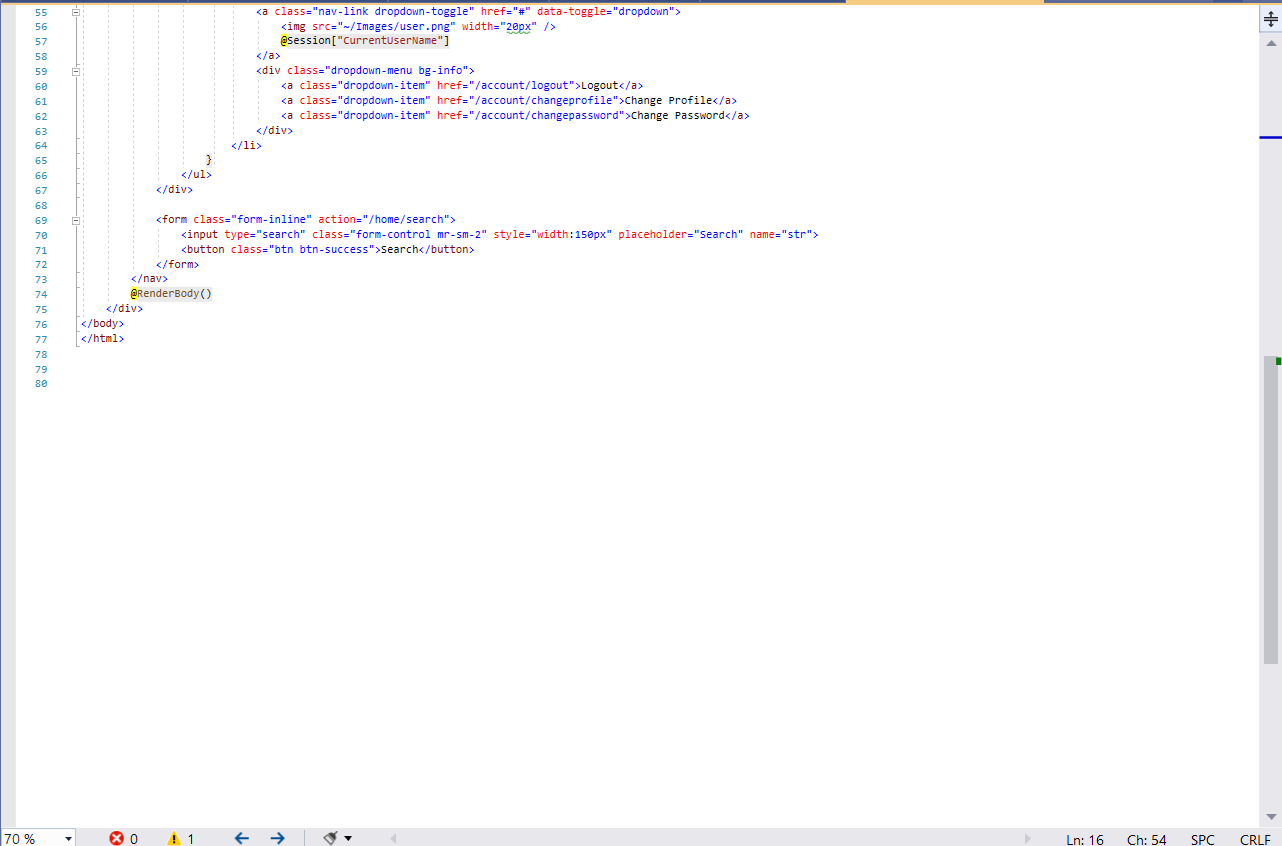 55 <a class="nav-link dropdown-toggle" href="#" data-toggle="dropdown">
56 <img src="~/Images/user.png" width="20px" />
57 @Session["CurrentUserName"]
58 </a>
59 <div class="dropdown-menu bg-info">
60 <a class="dropdown-item" href="/account/logout">Logout</a>
61 <a class="dropdown-item" href="/account/changeprofile">Change Profile</a>
62 <a class="dropdown-item" href="/account/changepassword">Change Password</a>
63 </div>
64 </li>
65 }
66 </ul>
67 </div>
68
69 <form class="form-inline" action="/home/search">
70 <input type="search" class="form-control mr-sm-2" style="width:150px" placeholder="Search" name="str">
71 <button class="btn btn-success">Search</button>
72 </form>
73 </nav>
74 @RenderBody()
75 </div>
76 </body>
77 </html>
78
79
80
70 % 0 1 Ln: 16 Ch: 54 SPC CRLF